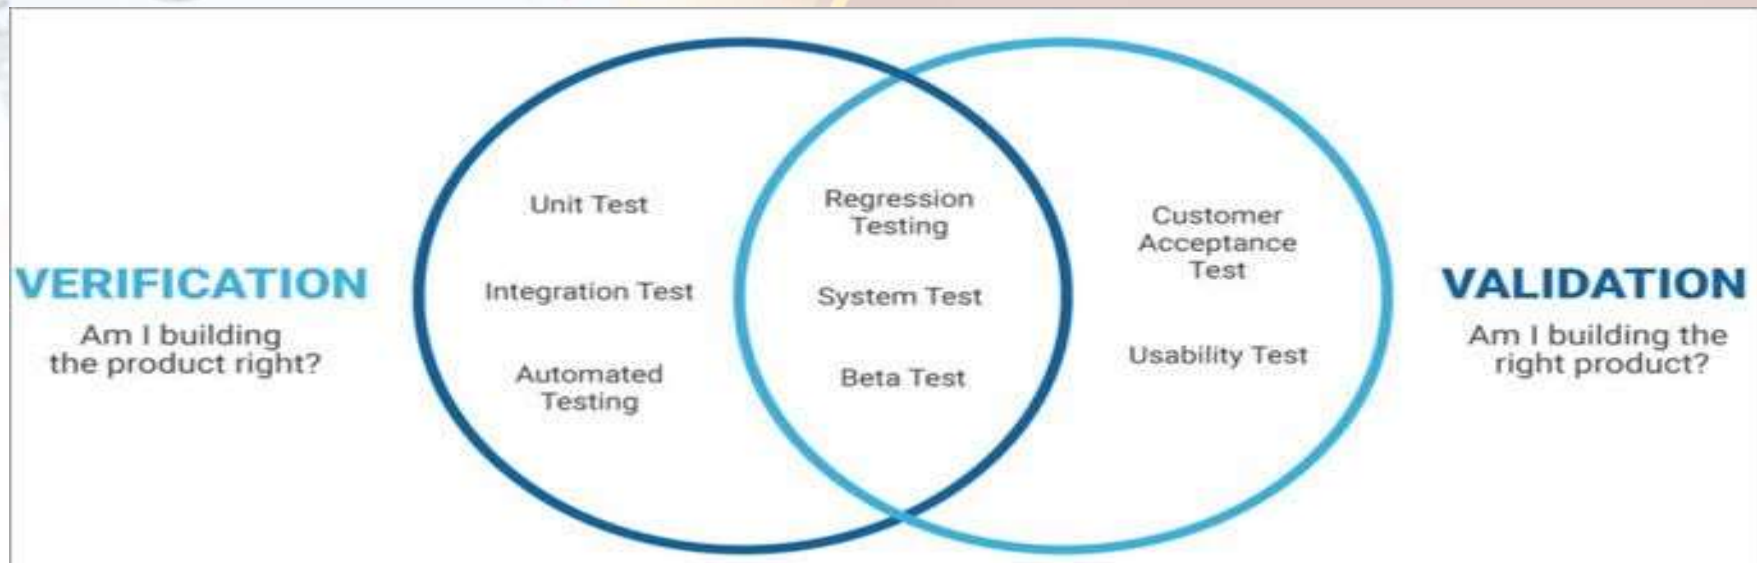 VERIFICATION
Am I building
the product right?
Unit Test
Integration Test
Automated
Testing
Regression
Testing
System Test
Beta Test
Customer
Acceptance
Test
Usability Test
VALIDATION
Am I building the
right product?